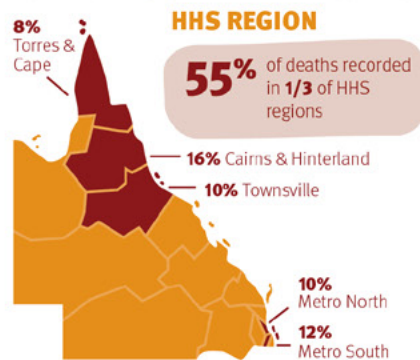 HHS REGION
8%
Torres &
Cape
55% of deaths recorded
in 1/3 of HHS
regions
16% Cairns & Hinterland
10% Townsville
10%
Metro North
12%
Metro South